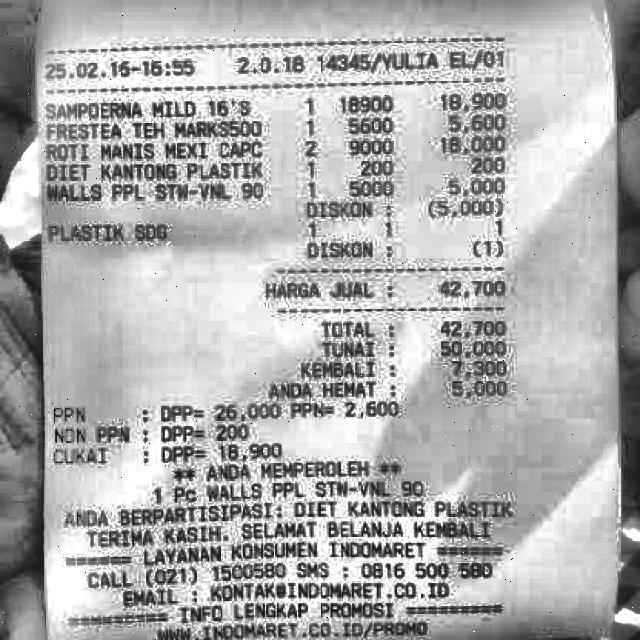 25.02.16-16:55 2.0.18 14345/YULIA EL/01
SAMPOERNA MILD 16'S 1 18900 18,900
FRESTEA TEH MARKS500 1 5600 5,600
ROTI MANIS MEXI CAPC 2 9000 18,000
DIET KANTONG PLASTIK 1 200 200
WALLS PPL STW-VNL 90 1 5000 5,000
DISKON : (5,000)
PLASTIK SDG 1 1 1
DISKON : (1)
HARGA JUAL : 42,700
TOTAL : 42,700
TUNAI : 50,000
KEMBALI : 7,300
ANDA HEMAT : 5,000
PPN : DPP= 26,000 PPN= 2,600
NON PPN : DPP= 200
CUKAI : DPP= 18,900
** ANDA MEMPEROLEH **
1 Pc WALLS PPL STW-VNL 90
ANDA BERPARTISIPASI: DIET KANTONG PLASTIK
TERIMA KASIH. SELAMAT BELANJA KEMBALI
====== LAYANAN KONSUMEN INDOMARET ======
CALL (021) 1500580 SMS : 0816 500 580
EMAIL : KONTAK@INDOMARET.CO.ID
========= INFO LENGKAP PROMOSI =========
WWW.INDOMARET.CO.ID/PROMO